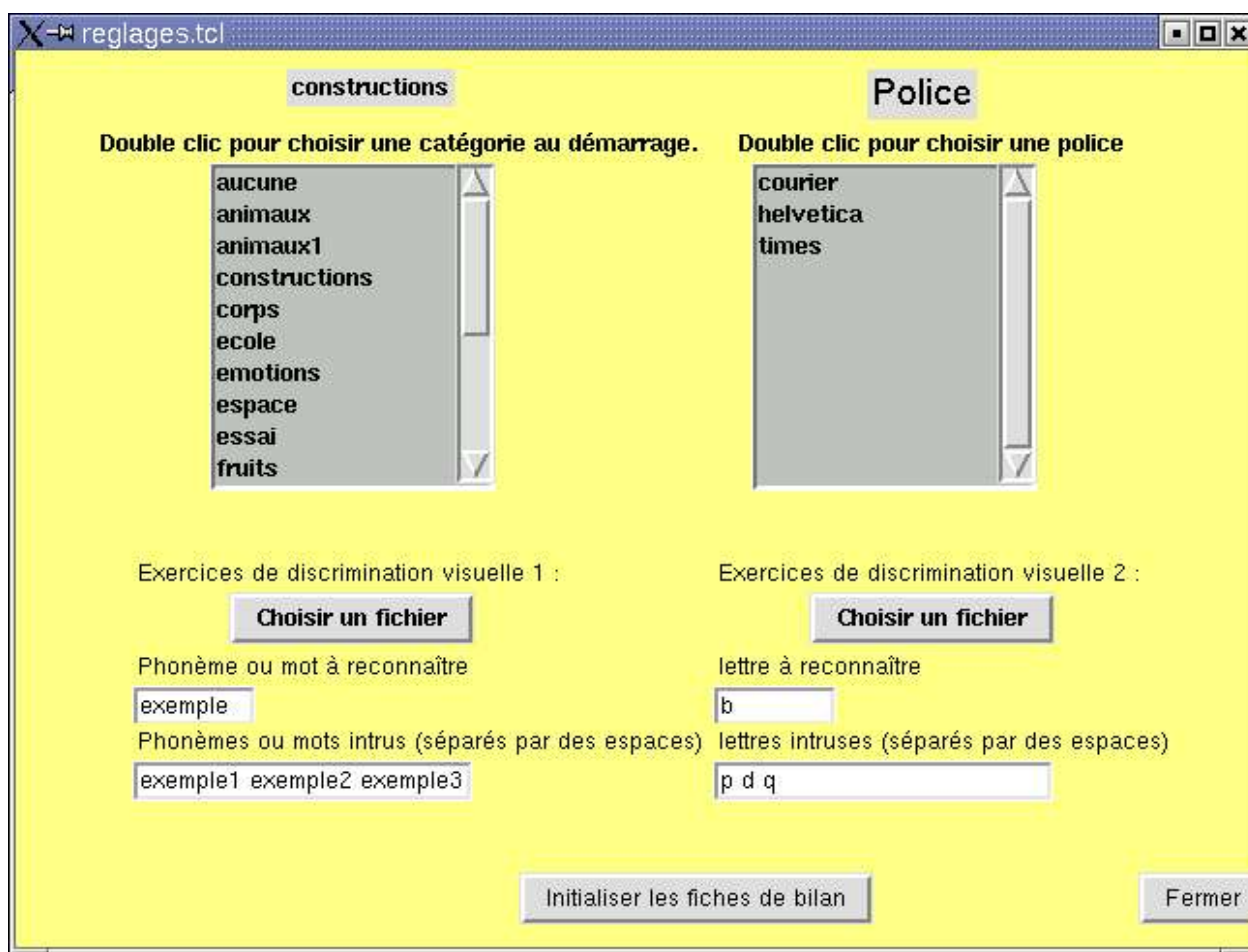 reglages.tcl
constructions
Police
Double clic pour choisir une catégorie au démarrage.
Double clic pour choisir une police
aucune
animaux
animaux1
constructions
corps
ecole
emotions
espace
essai
fruits
courier
helvetica
times
Exercices de discrimination visuelle 1 :
Choisir un fichier
Phonème ou mot à reconnaître
exemple
Phonèmes ou mots intrus (séparés par des espaces)
exemple1 exemple2 exemple3
Exercices de discrimination visuelle 2 :
Choisir un fichier
lettre à reconnaître
b
lettres intruses (séparés par des espaces)
p d q
Initialiser les fiches de bilan
Fermer